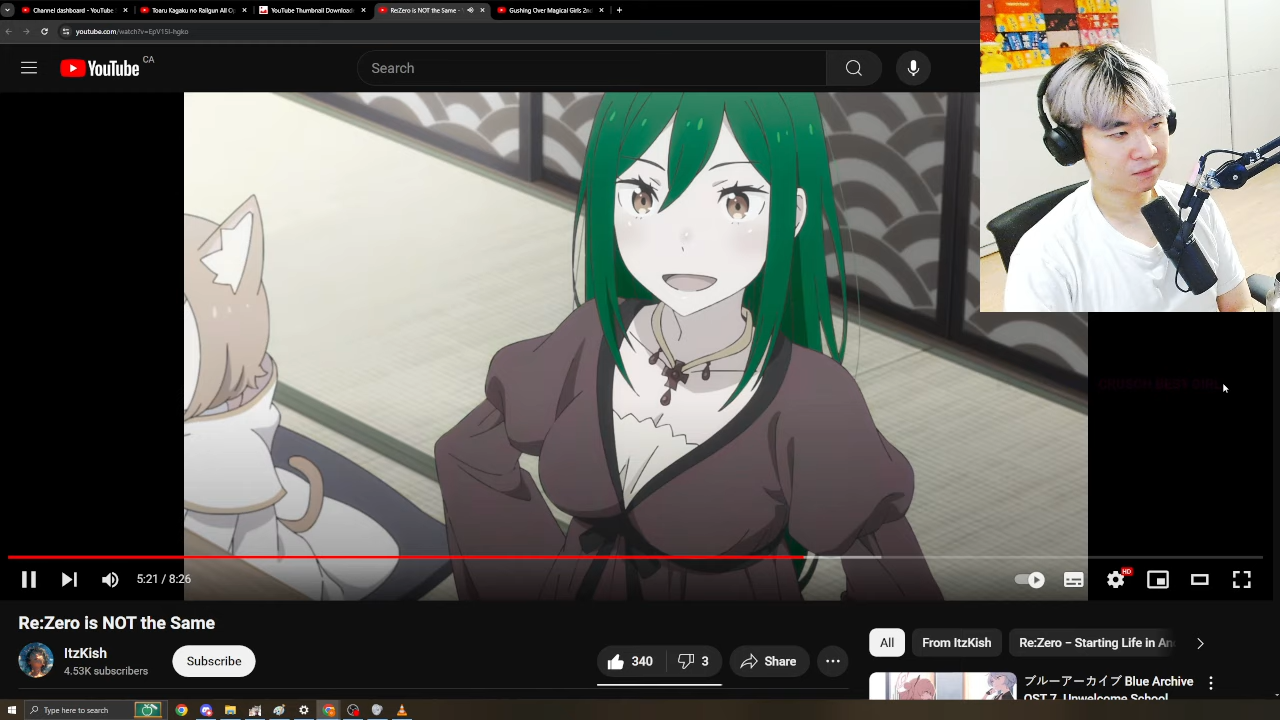 Channel dashboard - YouTube
Toaru Kagaku no Railgun All O
YouTube Thumbnail Download
Re:Zero is NOT the Same -
Gushing Over Magical Girls 2nd
youtube.com/watch?v=EpV1SI-hgko
YouTube CA
Search
5:21 / 8:26
HD
Re:Zero is NOT the Same
ItzKish
4.53K subscribers
Subscribe
340
3
Share
All
From ItzKish
Re:Zero − Starting Life in An
ブルーアーカイブ Blue Archive
OST 7. Unwelcome School
Type here to search